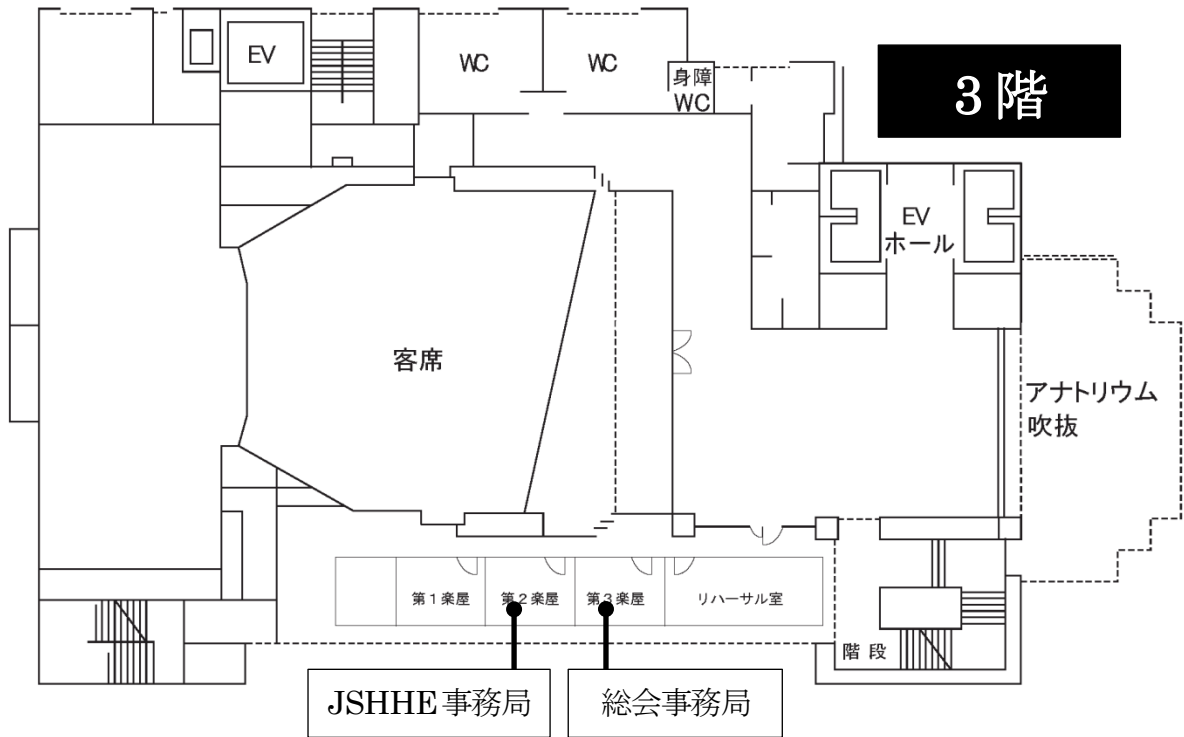 EV
WC
WC
身障
WC
3階
EV
ホール
客席
アナトリウム
吹抜
第1楽屋
第2楽屋
第3楽屋
リハーサル室
階段
JSHHE事務局
総会事務局